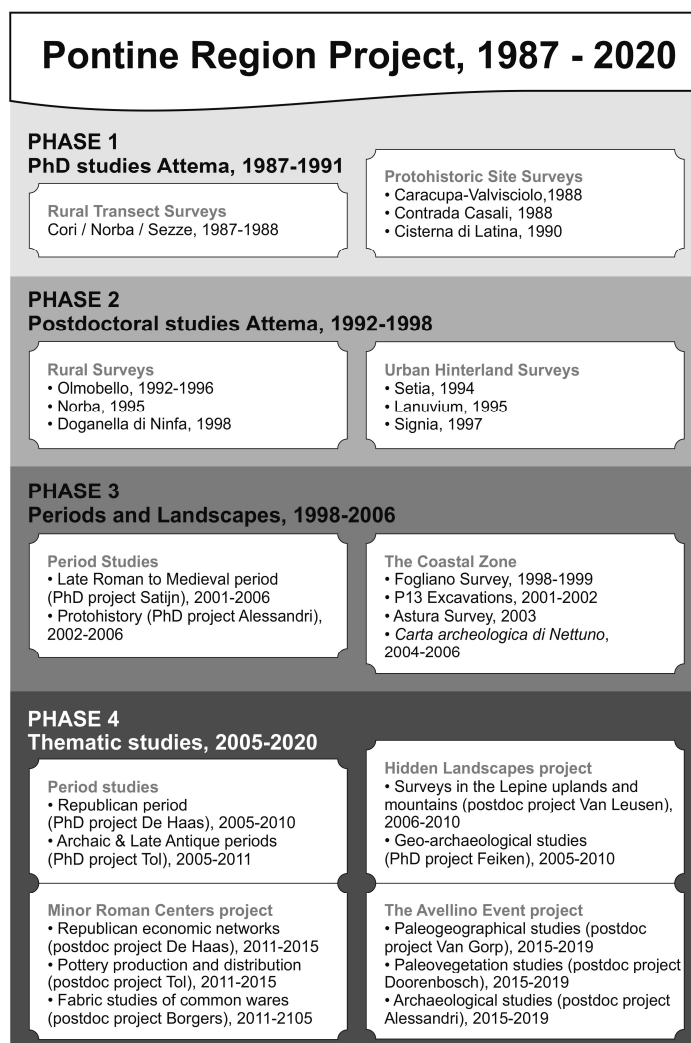 Pontine Region Project, 1987 - 2020
PHASE 1
PhD studies Attema, 1987-1991
Rural Transect Surveys
Cori / Norba / Sezze, 1987-1988
Protohistoric Site Surveys
• Caracupa-Valvisciolo,1988
• Contrada Casali, 1988
• Cisterna di Latina, 1990
PHASE 2
Postdoctoral studies Attema, 1992-1998
Rural Surveys
• Olmobello, 1992-1996
• Norba, 1995
• Doganella di Ninfa, 1998
Urban Hinterland Surveys
• Setia, 1994
• Lanuvium, 1995
• Signia, 1997
PHASE 3
Periods and Landscapes, 1998-2006
Period Studies
• Late Roman to Medieval period
(PhD project Satijn), 2001-2006
• Protohistory (PhD project Alessandri),
2002-2006
The Coastal Zone
• Fogliano Survey, 1998-1999
• P13 Excavations, 2001-2002
• Astura Survey, 2003
• Carta archeologica di Nettuno,
2004-2006
PHASE 4
Thematic studies, 2005-2020
Period studies
• Republican period
(PhD project De Haas), 2005-2010
• Archaic & Late Antique periods
(PhD project Tol), 2005-2011
Hidden Landscapes project
• Surveys in the Lepine uplands and
mountains (postdoc project Van Leusen),
2006-2010
• Geo-archaeological studies
(PhD project Feiken), 2005-2010
Minor Roman Centers project
• Republican economic networks
(postdoc project De Haas), 2011-2015
• Pottery production and distribution
(postdoc project Tol), 2011-2015
• Fabric studies of common wares
(postdoc project Borgers), 2011-2105
The Avellino Event project
• Paleogeographical studies (postdoc
project Van Gorp), 2015-2019
• Paleovegetation studies (postdoc project
Doorenbosch), 2015-2019
• Archaeological studies (postdoc project
Alessandri), 2015-2019